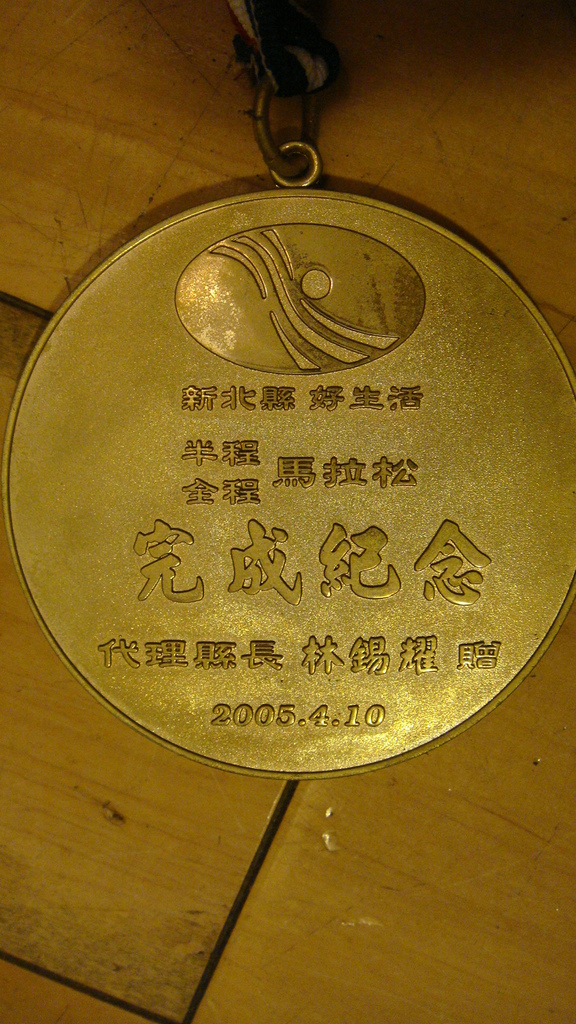 新北縣 好生活
半程
全程 馬拉松
完成紀念
代理縣長 林錫耀 贈
2005.4.10